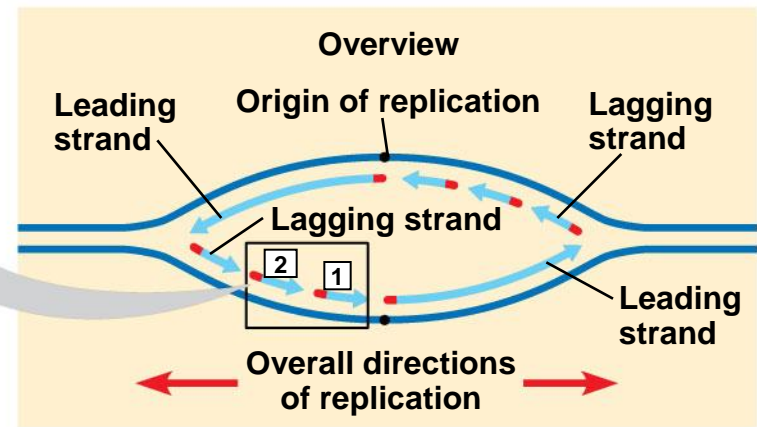 Overview
Leading
strand
Origin of replication
Lagging
strand
Lagging strand
2
1
Leading
strand
Overall directions
of replication